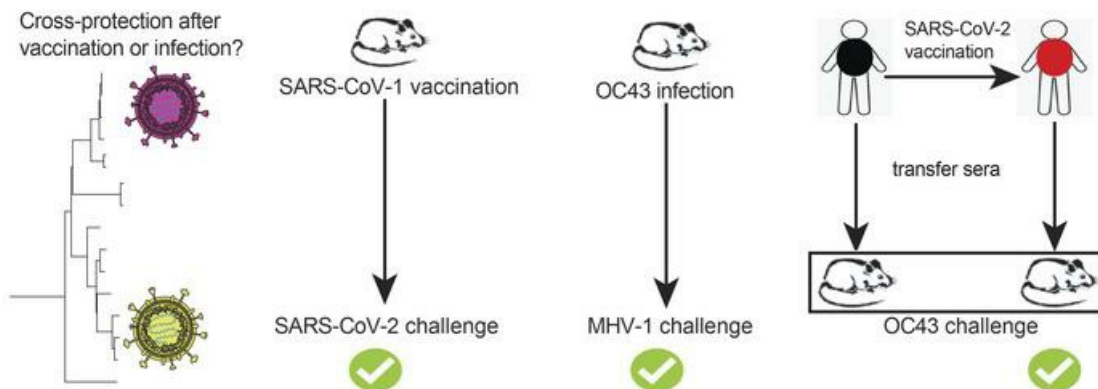 Cross-protection after
vaccination or infection?
SARS-CoV-1 vaccination
OC43 infection
SARS-CoV-2
vaccination
transfer sera
SARS-CoV-2 challenge
MHV-1 challenge
OC43 challenge